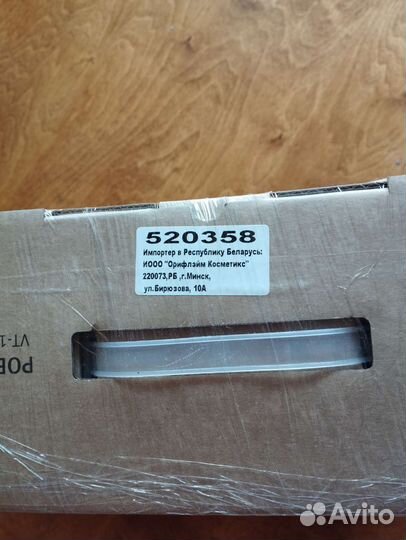 520358
Импортер в Республику Беларусь:
ИООО "Орифлэйм Косметикс"
220073,РБ ,г.Минск,
ул.Бирюзова, 10А
Avito